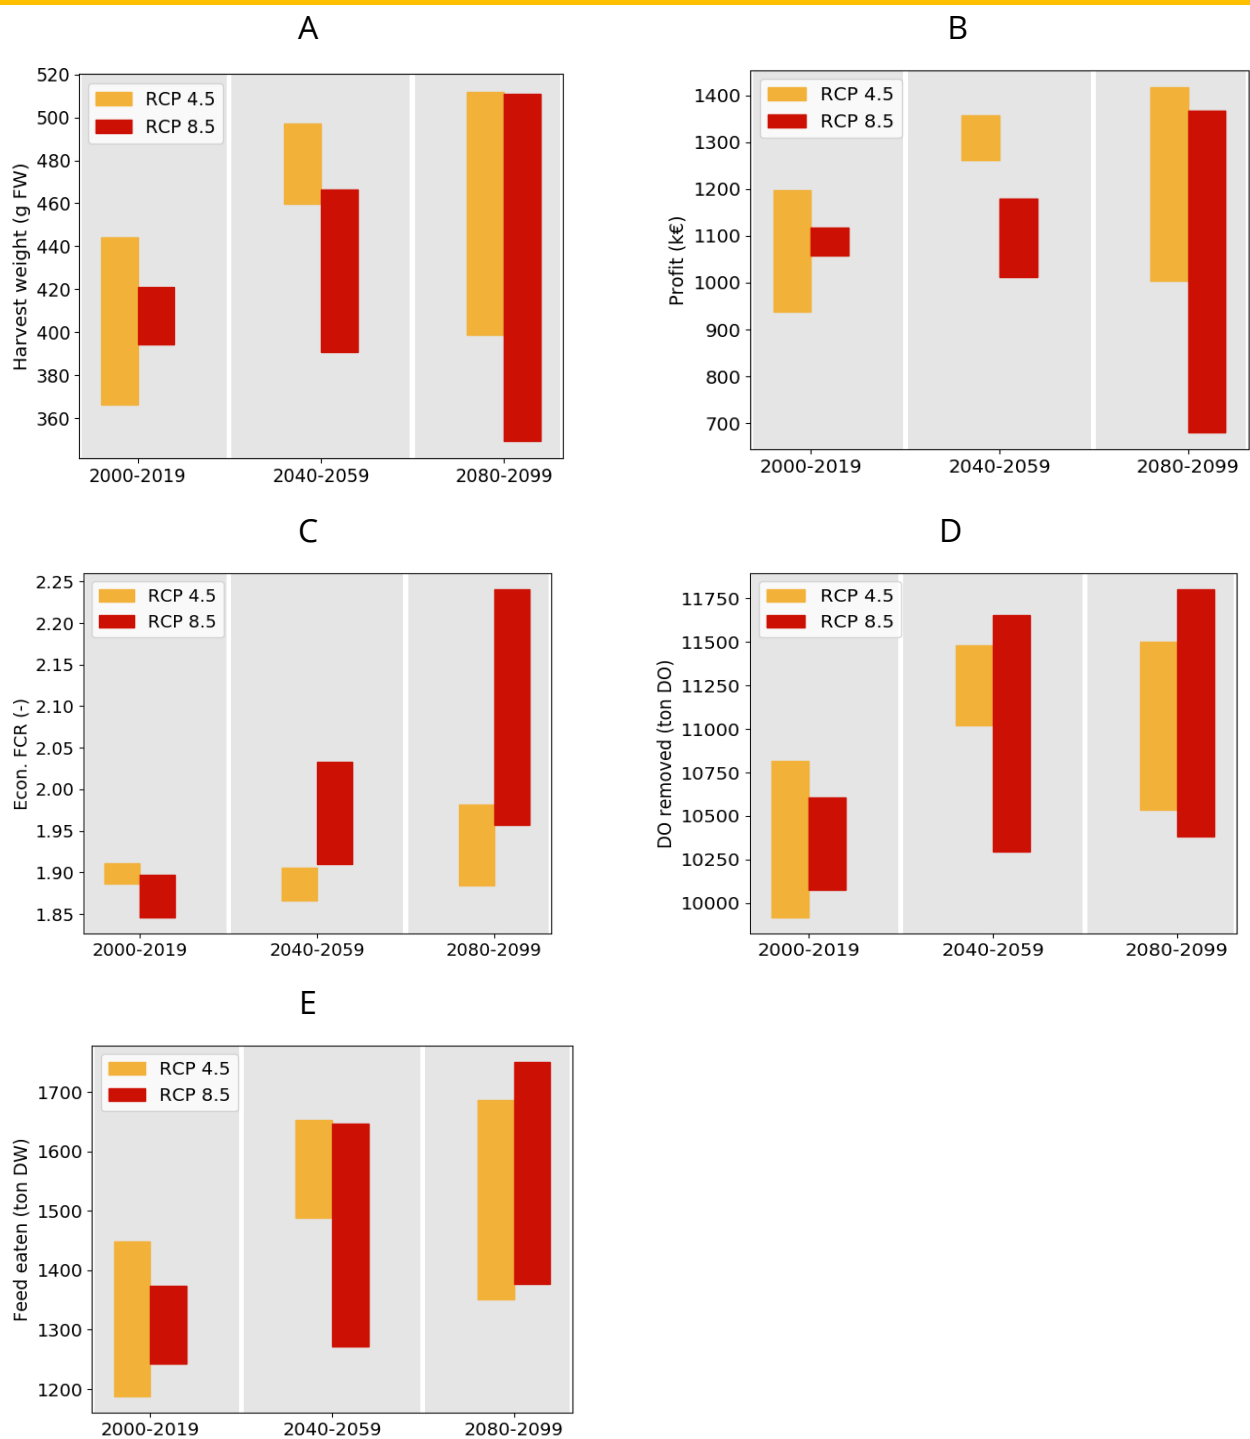 A
520
500
480
460
440
420
400
380
360
Harvest weight (g FW)
RCP 4.5
RCP 8.5
2000-2019
2040-2059
2080-2099
B
1400
1300
1200
1100
1000
900
800
700
Profit (k€)
RCP 4.5
RCP 8.5
2000-2019
2040-2059
2080-2099
C
2.25
2.20
2.15
2.10
2.05
2.00
1.95
1.90
1.85
Econ. FCR (-)
RCP 4.5
RCP 8.5
2000-2019
2040-2059
2080-2099
D
11750
11500
11250
11000
10750
10500
10250
10000
DO removed (ton DO)
RCP 4.5
RCP 8.5
2000-2019
2040-2059
2080-2099
E
1700
1600
1500
1400
1300
1200
Feed eaten (ton DW)
RCP 4.5
RCP 8.5
2000-2019
2040-2059
2080-2099